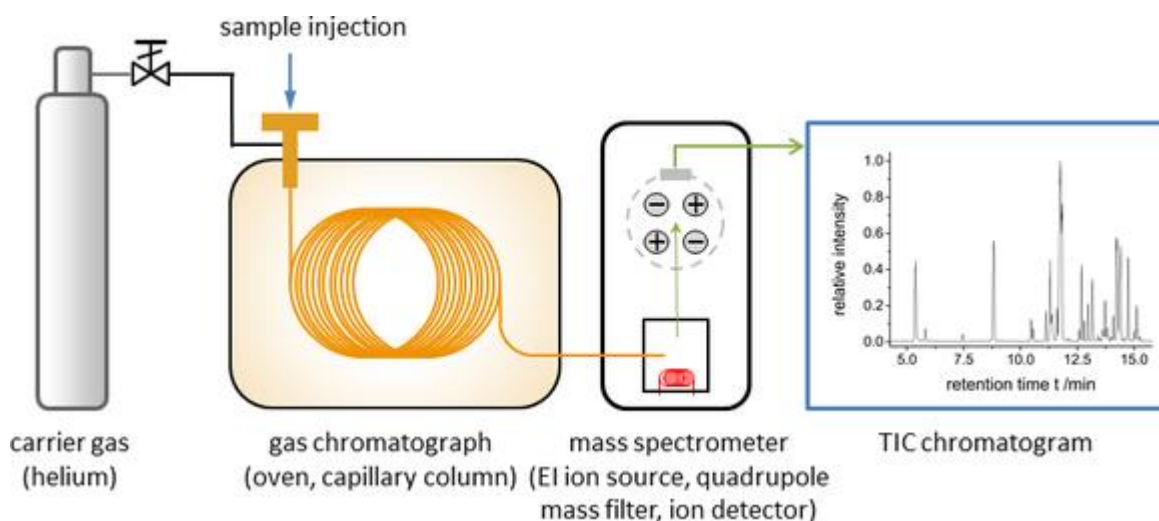 sample injection
relative intensity
1.0
0.8
0.6
0.4
0.2
0.0
5.0 7.5 10.0 12.5 15.0
retention time t /min
carrier gas
(helium)
gas chromatograph
(oven, capillary column)
mass spectrometer
(EI ion source, quadrupole
mass filter, ion detector)
TIC chromatogram